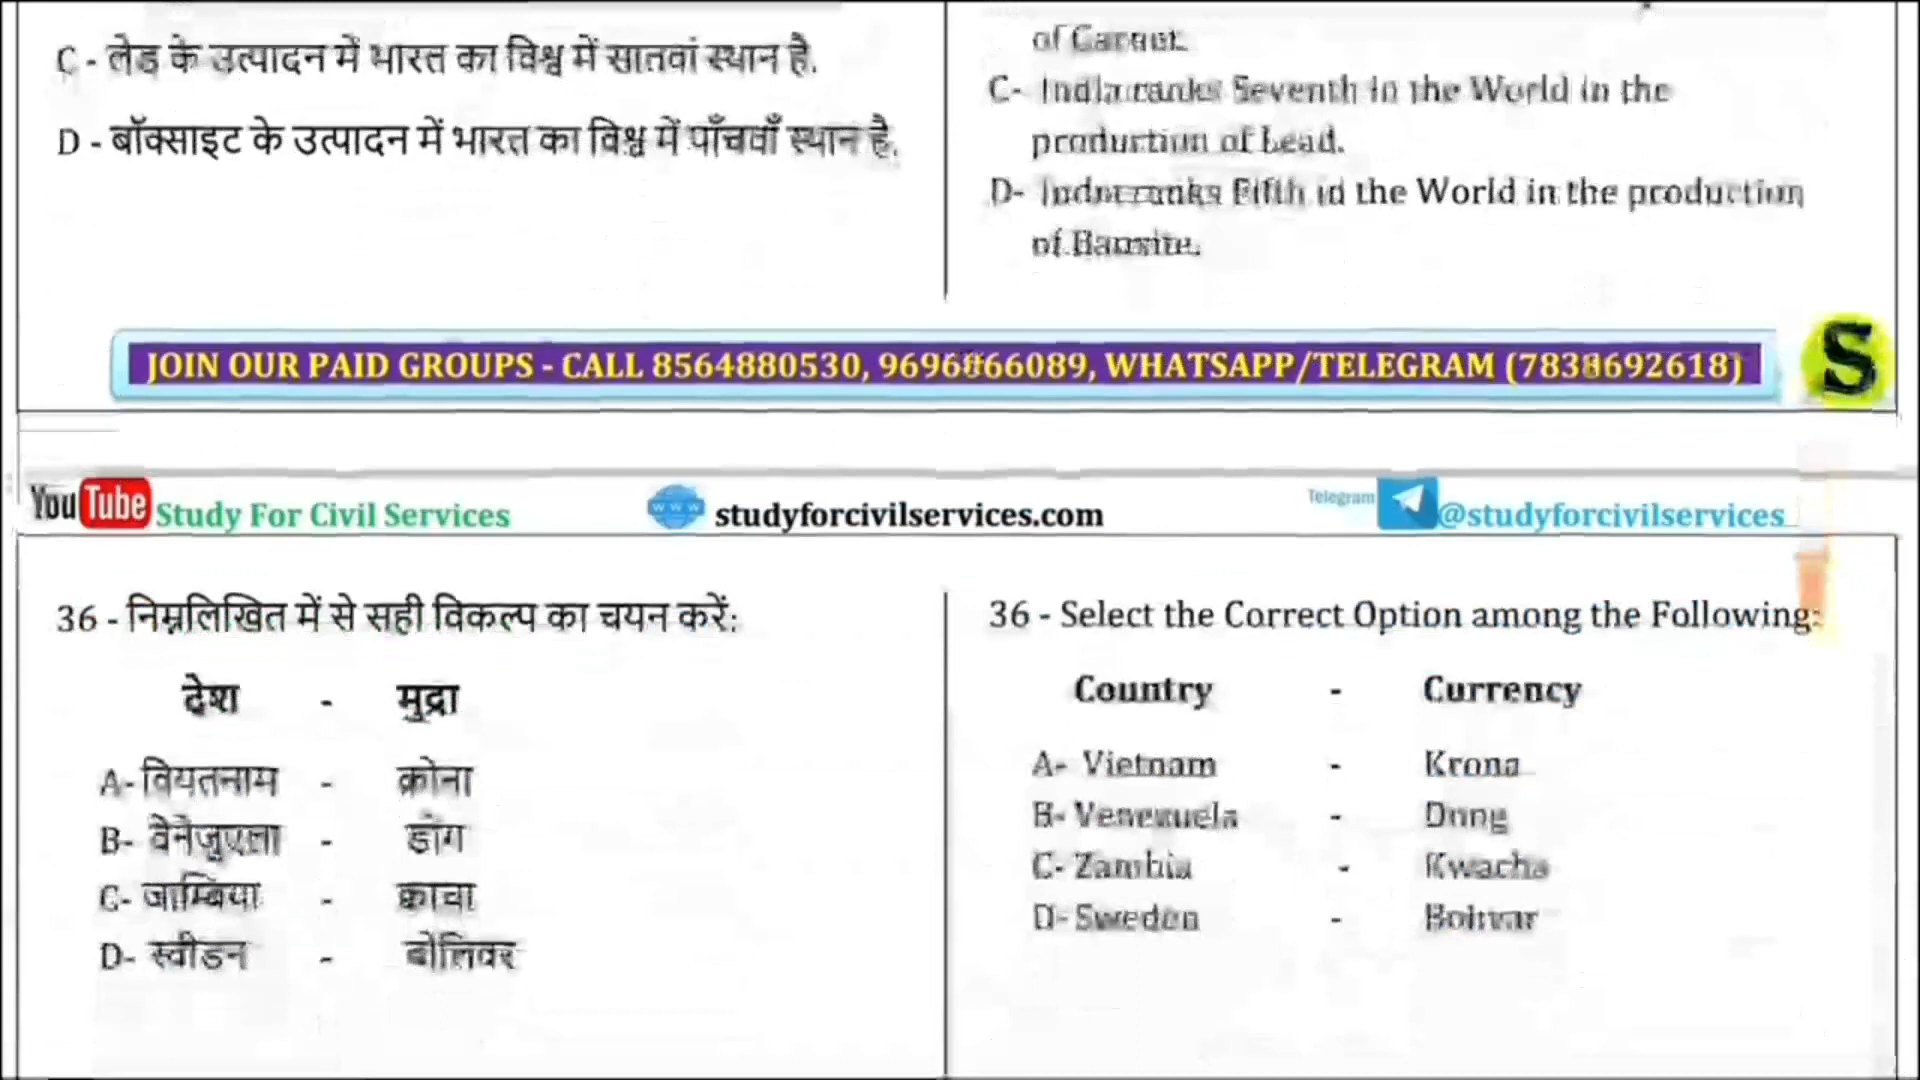 C - लेड के उत्पादन में भारत का विश्व में सातवां स्थान है.
D - बॉक्साइट के उत्पादन में भारत का विश्व में पाँचवाँ स्थान है.
of
C- India ranks Seventh in the World in the
production of Lead.
D- ranks Fifth in the World in the production
of
JOIN OUR PAID GROUPS - CALL 8564880530, 9696866089, WHATSAPP/TELEGRAM (7838692618)
S
YouTube Study For Civil Services
www studyforcivilservices.com
Telegram @studyforcivilservices
36 - निम्नलिखित में से सही विकल्प का चयन करें:
देश - मुद्रा
A- वियतनाम - क्रोना
B- वेनेजुएला - डोंग
C- जाम्बिया - क्वाचा
D- स्वीडन - बोलिवर
36 - Select the Correct Option among the Following:
Country - Currency
A- Vietnam - Krona
B- Venezuela - Dong
C- Zambia - Kwacha
D- Sweden - Bolivar